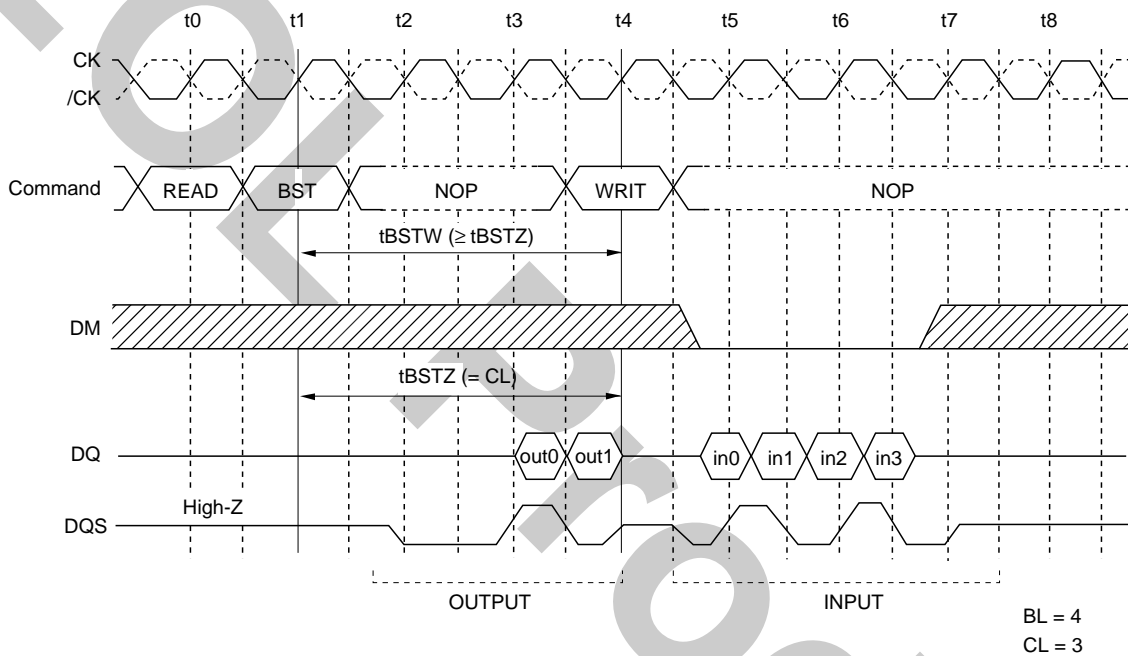 t0 t1 t2 t3 t4 t5 t6 t7 t8
CK
/CK
Command READ BST NOP WRIT NOP
tBSTW (≥ tBSTZ)
DM
tBSTZ (= CL)
DQ out0 out1 in0 in1 in2 in3
High-Z
DQS
OUTPUT INPUT
BL = 4
CL = 3